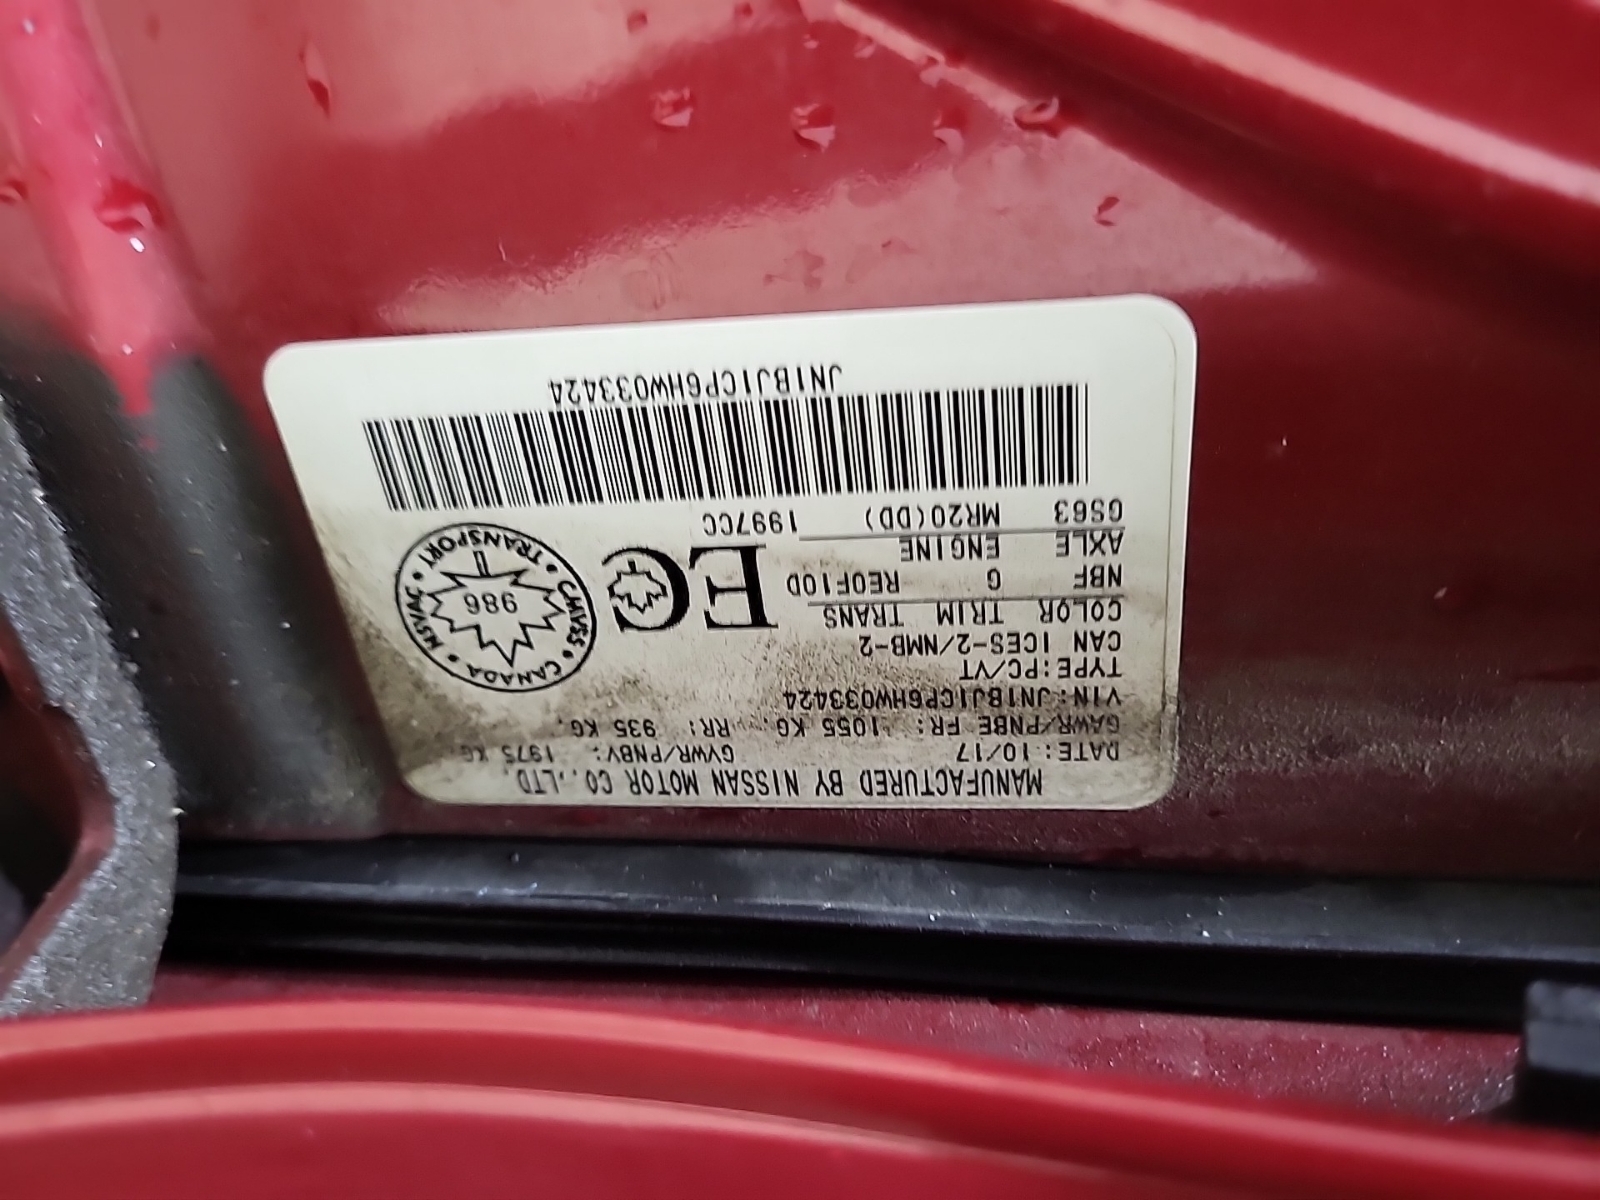 MANUFACTURED BY NISSAN MOTOR CO.,LTD.
DATE:10/17 GVWR/PNBV: 1975 KG
GAWR/PNBE FR: 1055 KG. RR: 935 KG.
VIN:JN1BJ1CP6HW033424
TYPE:PC/VT
CAN ICES-2/NMB-2
COLOR TRIM TRANS
NBF G RE0F10D
AXLE ENGINE
GS63 MR20(DD) 1997CC
EC
CANADA • NSVAC • TRANSPORT • CMVSS •
986
JN1BJ1CP6HW033424